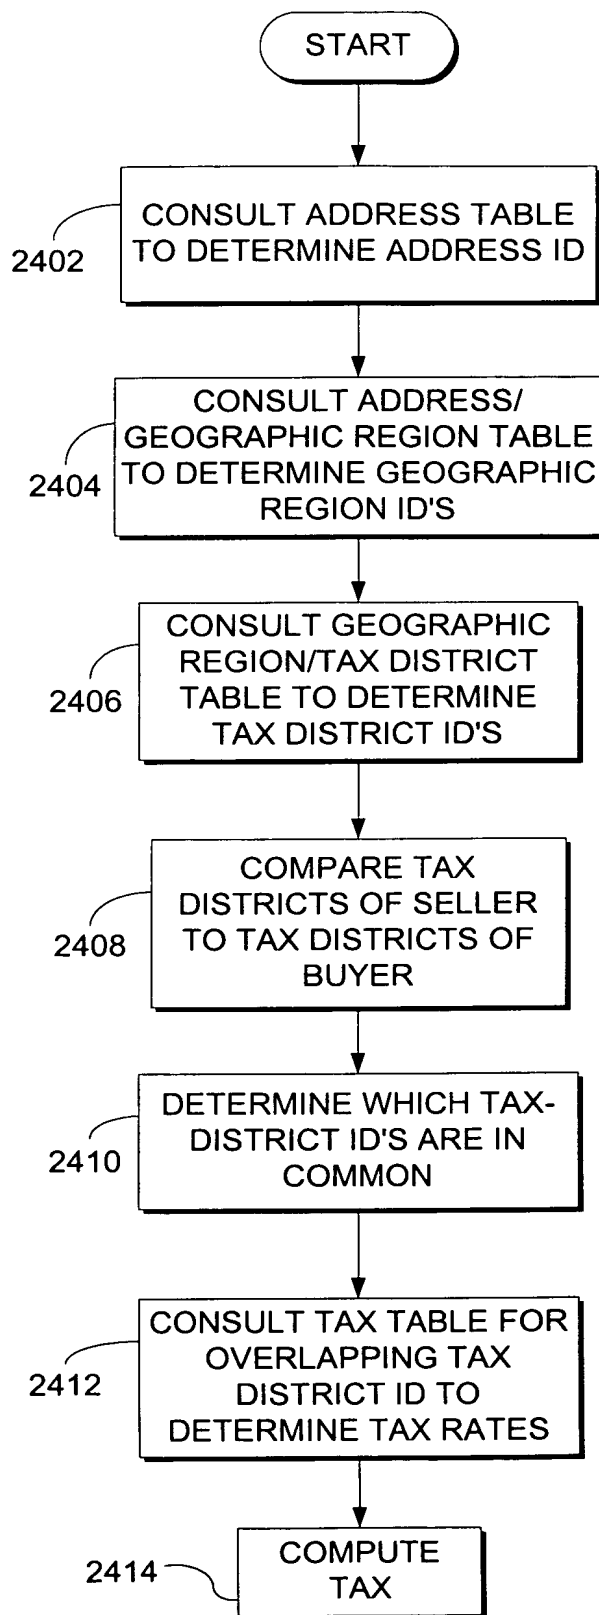 START
CONSULT ADDRESS TABLE
TO DETERMINE ADDRESS ID
2402
CONSULT ADDRESS/
GEOGRAPHIC REGION TABLE
TO DETERMINE GEOGRAPHIC
REGION ID'S
2404
CONSULT GEOGRAPHIC
REGION/TAX DISTRICT
TABLE TO DETERMINE
TAX DISTRICT ID'S
2406
COMPARE TAX
DISTRICTS OF SELLER
TO TAX DISTRICTS OF
BUYER
2408
DETERMINE WHICH TAX-
DISTRICT ID'S ARE IN
COMMON
2410
CONSULT TAX TABLE FOR
OVERLAPPING TAX
DISTRICT ID TO
DETERMINE TAX RATES
2412
COMPUTE
TAX
2414